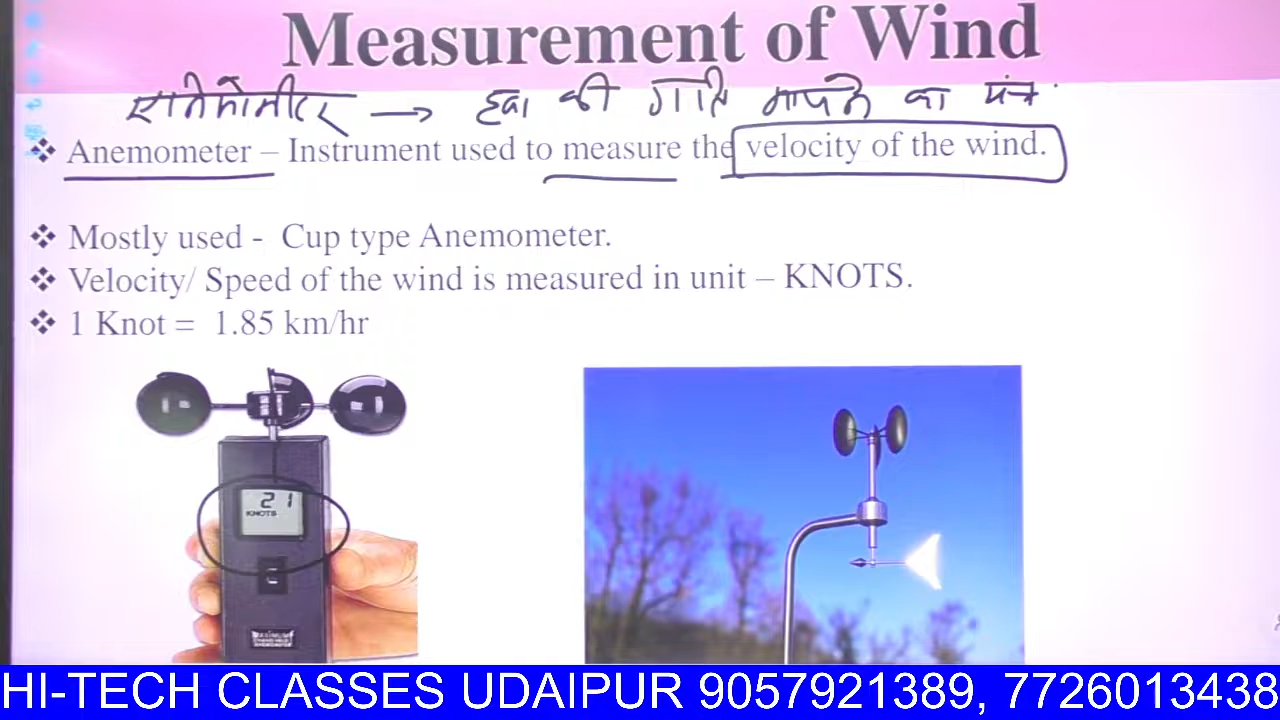 Measurement of Wind
एनिमोमीटर → हवा की गति मापने का यंत्र
❖ Anemometer – Instrument used to measure the velocity of the wind.
❖ Mostly used - Cup type Anemometer.
❖ Velocity/ Speed of the wind is measured in unit – KNOTS.
❖ 1 Knot = 1.85 km/hr
21
KNOTS
HI-TECH CLASSES UDAIPUR 9057921389, 7726013438